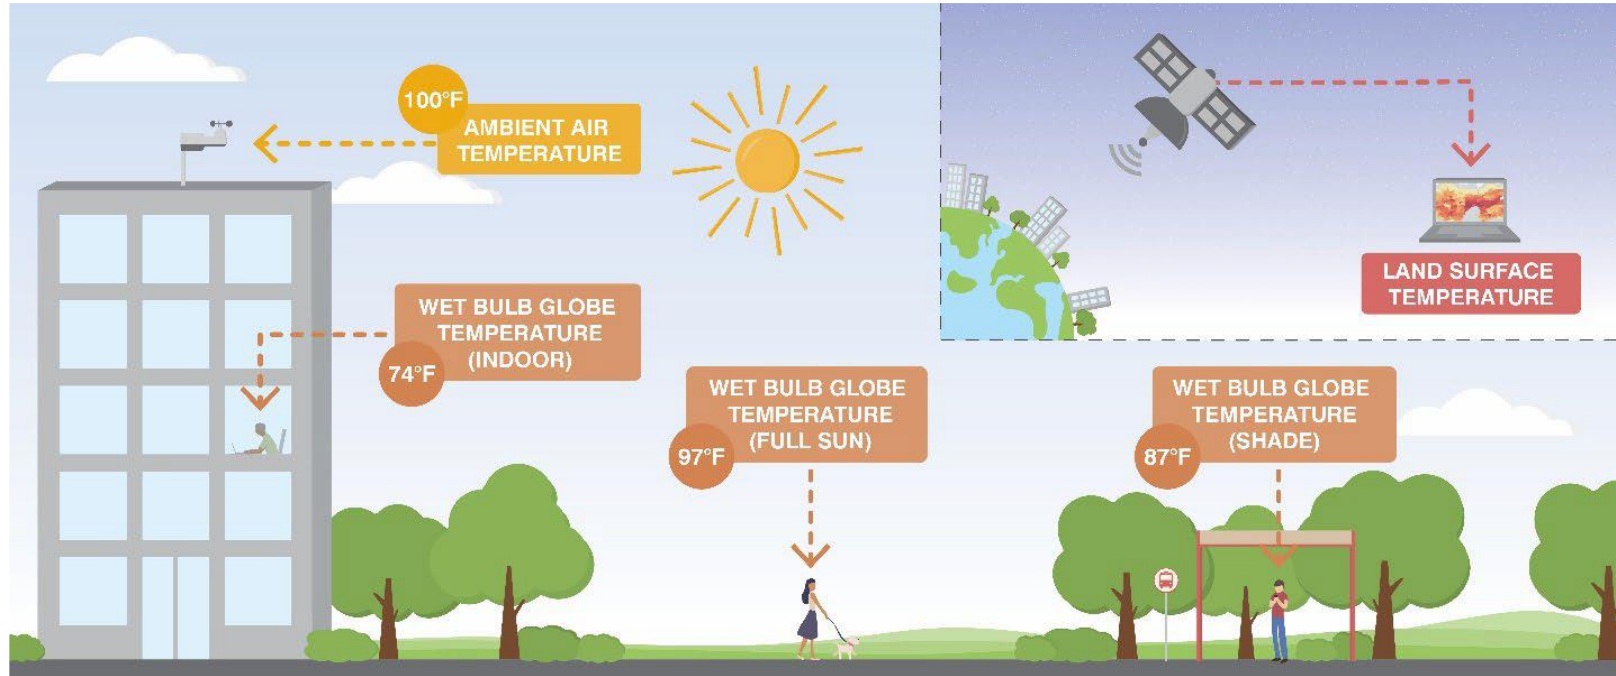 100°F
AMBIENT AIR
TEMPERATURE
WET BULB GLOBE
TEMPERATURE
(INDOOR)
74°F
LAND SURFACE
TEMPERATURE
WET BULB GLOBE
TEMPERATURE
(FULL SUN)
97°F
WET BULB GLOBE
TEMPERATURE
(SHADE)
87°F